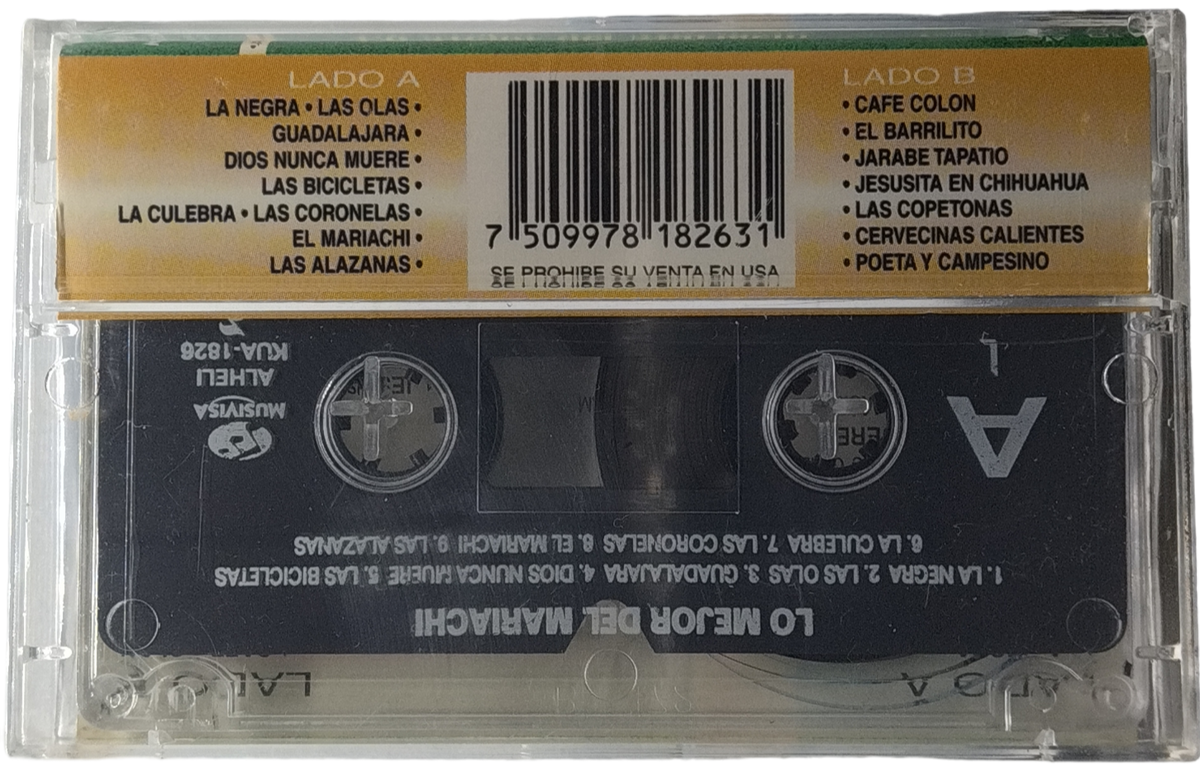 LADO A
LA NEGRA • LAS OLAS •
GUADALAJARA •
DIOS NUNCA MUERE •
LAS BICICLETAS •
LA CULEBRA • LAS CORONELAS •
EL MARIACHI •
LAS ALAZANAS •
7 509978 182631
SE PROHIBE SU VENTA EN USA
LADO B
• CAFE COLON
• EL BARRILITO
• JARABE TAPATIO
• JESUSITA EN CHIHUAHUA
• LAS COPETONAS
• CERVECINAS CALIENTES
• POETA Y CAMPESINO
LO MEJOR DEL MARIACHI
1. LA NEGRA 2. LAS OLAS 3. GUADALAJARA 4. DIOS NUNCA MUERE 5. LAS BICICLETAS
6. LA CULEBRA 7. LAS CORONELAS 8. EL MARIACHI 9. LAS ALAZANAS
A
MUSIVISA
ALHELI
KUA-1826
LADO A